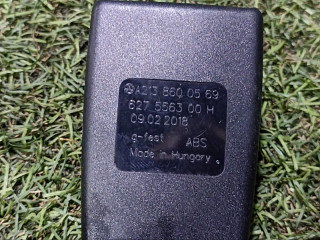 A213 860 05 69
627 5563 00 H
09.02.2018
g-fest ABS
Made in Hungary